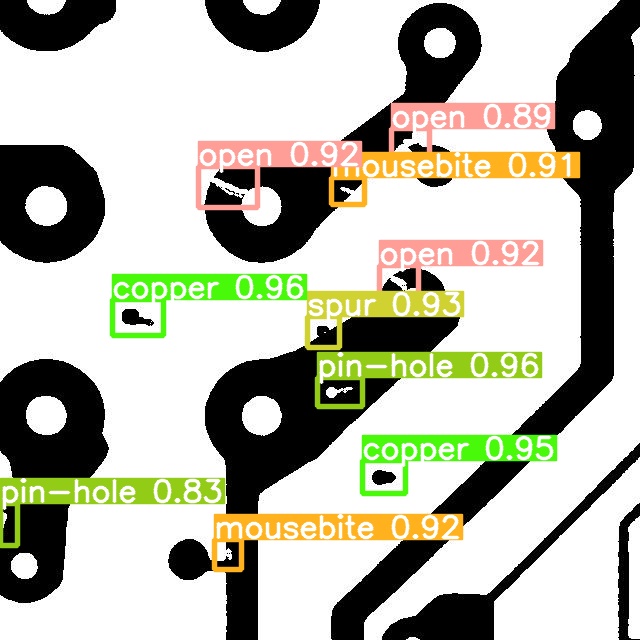 open 0.89
open 0.92
mousebite 0.91
open 0.92
copper 0.96
spur 0.93
pin-hole 0.96
copper 0.95
pin-hole 0.83
mousebite 0.92